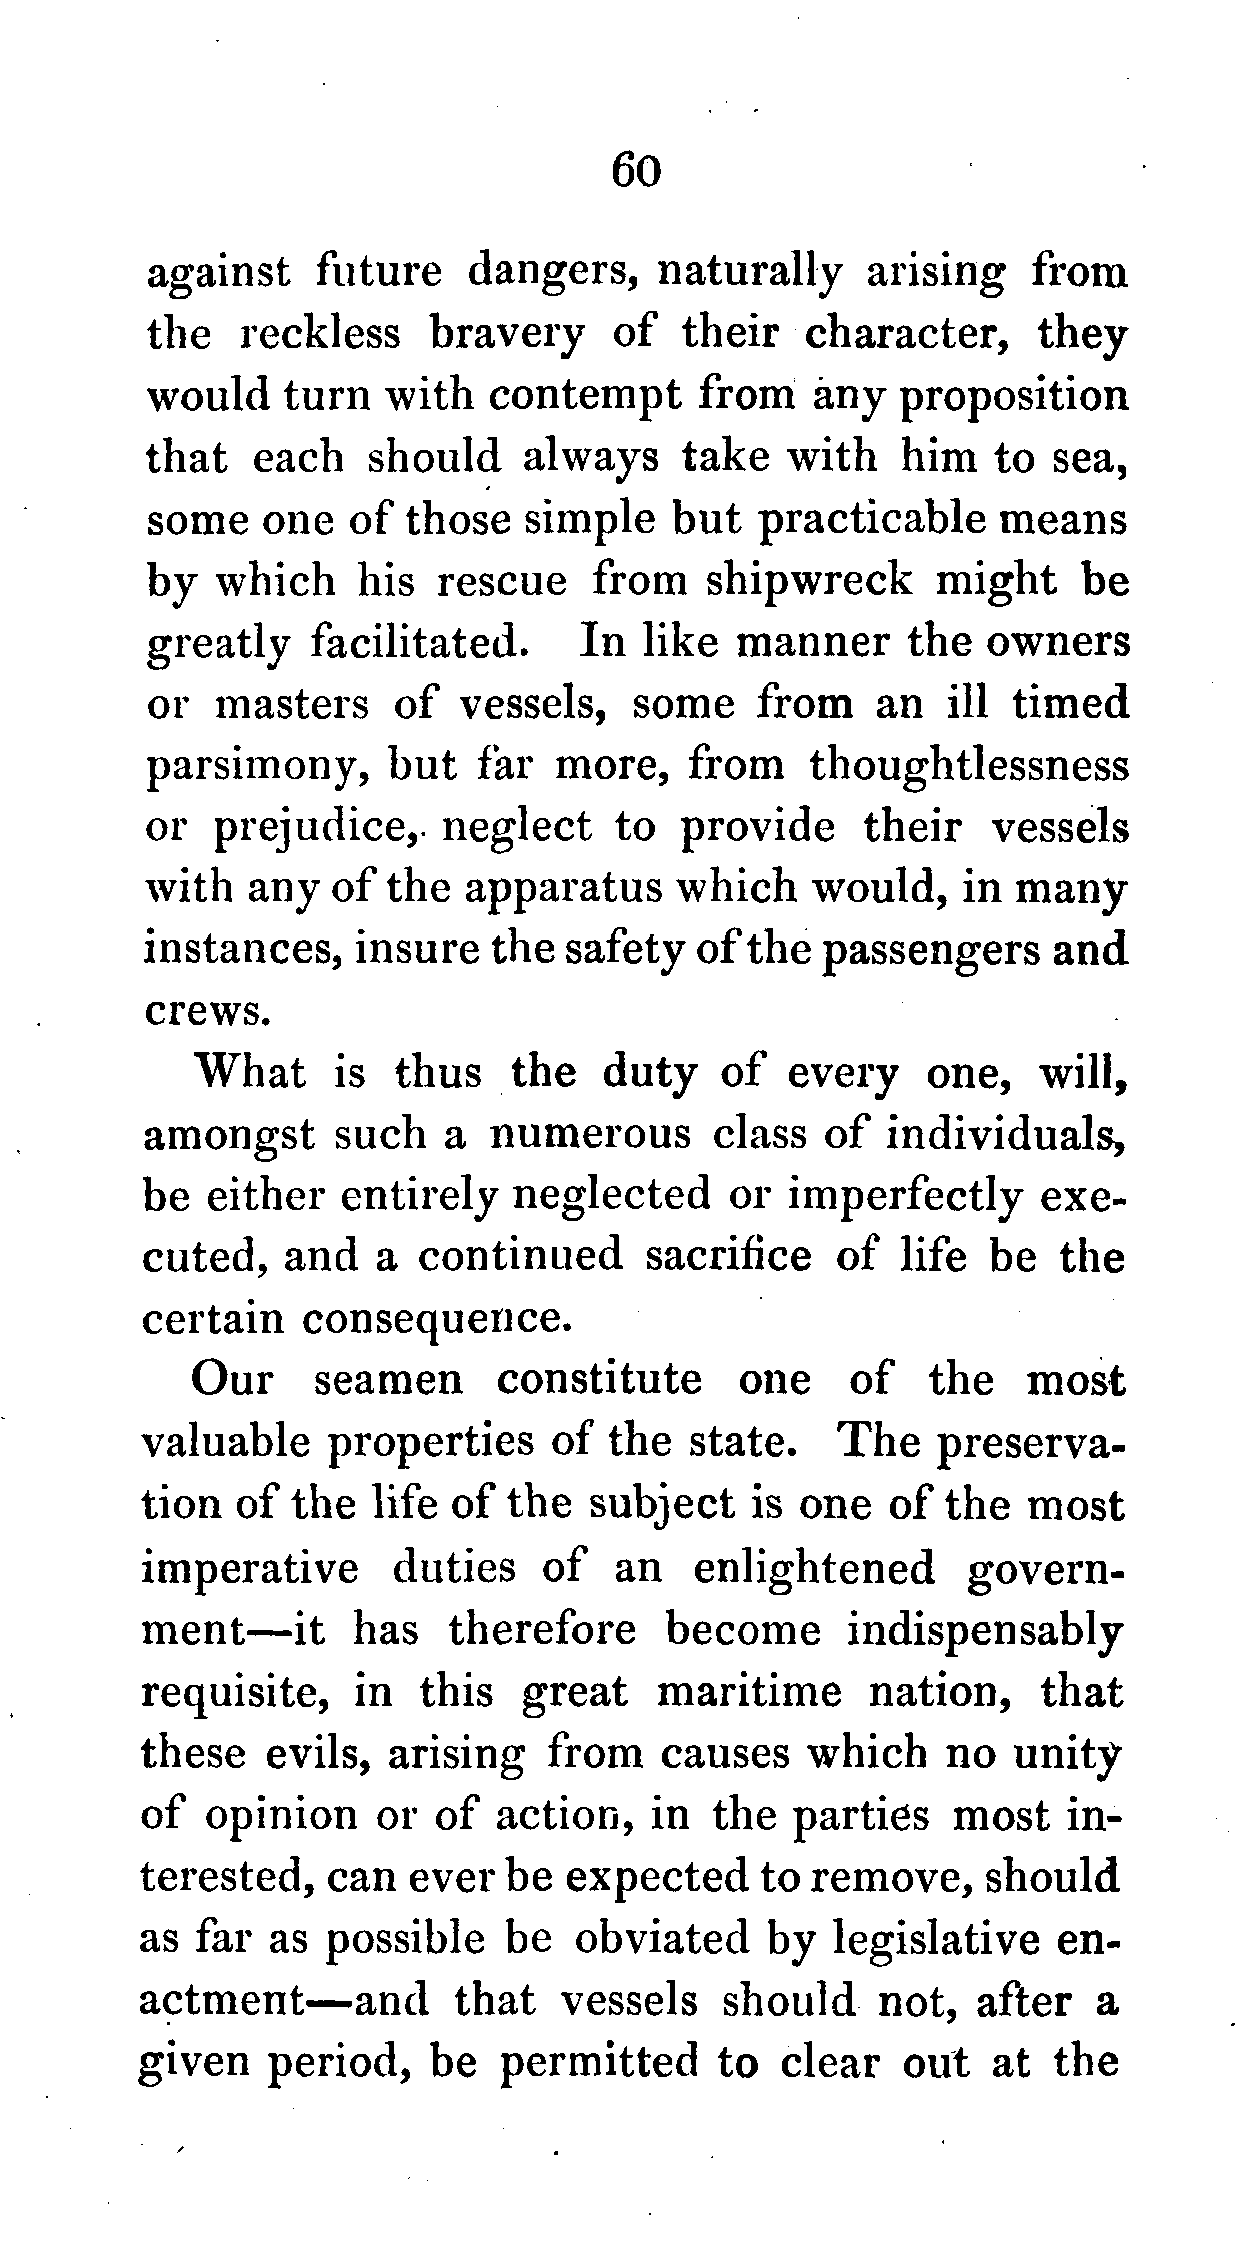 60
against future dangers, naturally arising from
the reckless bravery of their character, they
would turn with contempt from any proposition
that each should always take with him to sea,
some one of those simple but practicable means
by which his rescue from shipwreck might be
greatly facilitated. In like manner the owners
or masters of vessels, some from an ill timed
parsimony, but far more, from thoughtlessness
or prejudice, neglect to provide their vessels
with any of the apparatus which would, in many
instances, insure the safety of the passengers and
crews.
What is thus the duty of every one, will,
amongst such a numerous class of individuals,
be either entirely neglected or imperfectly exe-
cuted, and a continued sacrifice of life be the
certain consequence.
Our seamen constitute one of the most
valuable properties of the state. The preserva-
tion of the life of the subject is one of the most
imperative duties of an enlightened govern-
ment—it has therefore become indispensably
requisite, in this great maritime nation, that
these evils, arising from causes which no unity
of opinion or of action, in the parties most in-
terested, can ever be expected to remove, should
as far as possible be obviated by legislative en-
actment—and that vessels should not, after a
given period, be permitted to clear out at the